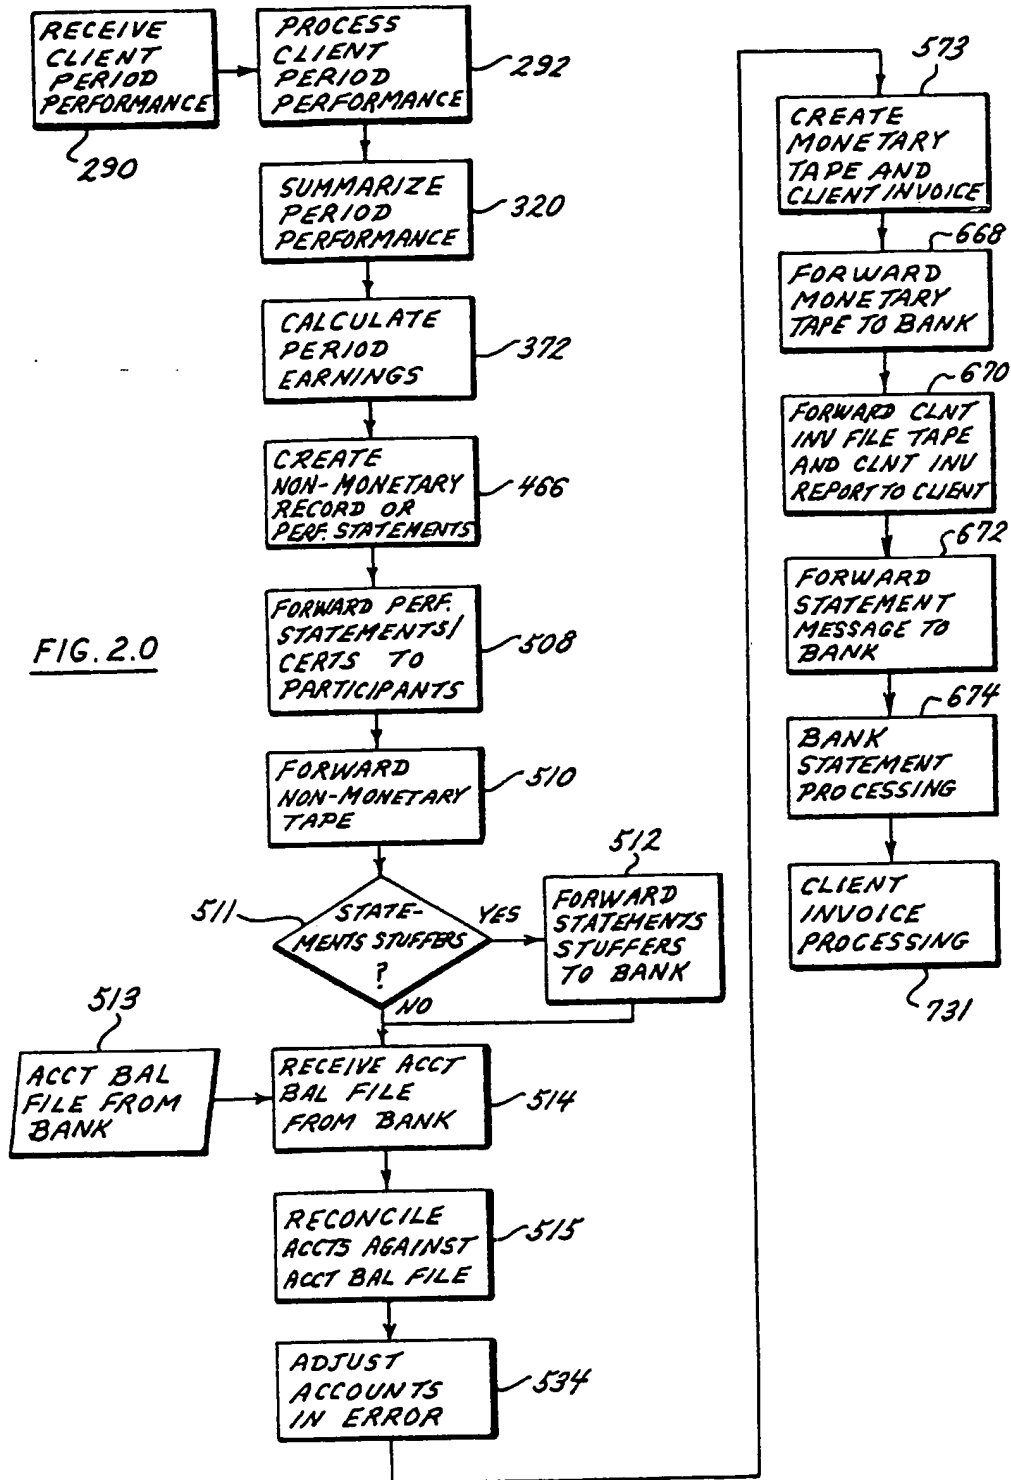 RECEIVE
CLIENT
PERIOD
PERFORMANCE
290
PROCESS
CLIENT
PERIOD
PERFORMANCE
292
SUMMARIZE
PERIOD
PERFORMANCE
320
CALCULATE
PERIOD
EARNINGS
372
CREATE
NON-MONETARY
RECORD OR
PERF. STATEMENTS
466
FORWARD PERF.
STATEMENTS/
CERTS TO
PARTICIPANTS
508
FIG. 2.0
FORWARD
NON-MONETARY
TAPE
510
511
STATE-
MENTS STUFFERS
?
YES
NO
512
FORWARD
STATEMENTS
STUFFERS
TO BANK
513
ACCT BAL
FILE FROM
BANK
RECEIVE ACCT
BAL FILE
FROM BANK
514
RECONCILE
ACCTS AGAINST
ACCT BAL FILE
515
ADJUST
ACCOUNTS
IN ERROR
534
573
CREATE
MONETARY
TAPE AND
CLIENT INVOICE
668
FORWARD
MONETARY
TAPE TO BANK
670
FORWARD CLNT
INV FILE TAPE
AND CLNT INV
REPORT TO CLIENT
672
FORWARD
STATEMENT
MESSAGE TO
BANK
674
BANK
STATEMENT
PROCESSING
CLIENT
INVOICE
PROCESSING
731